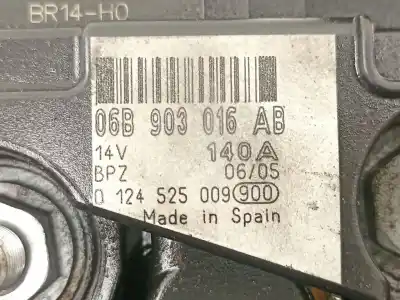 BR14-HO
06B 903 016 AB
14V 140A
BPZ 06/05
0 124 525 009 900
Made in Spain